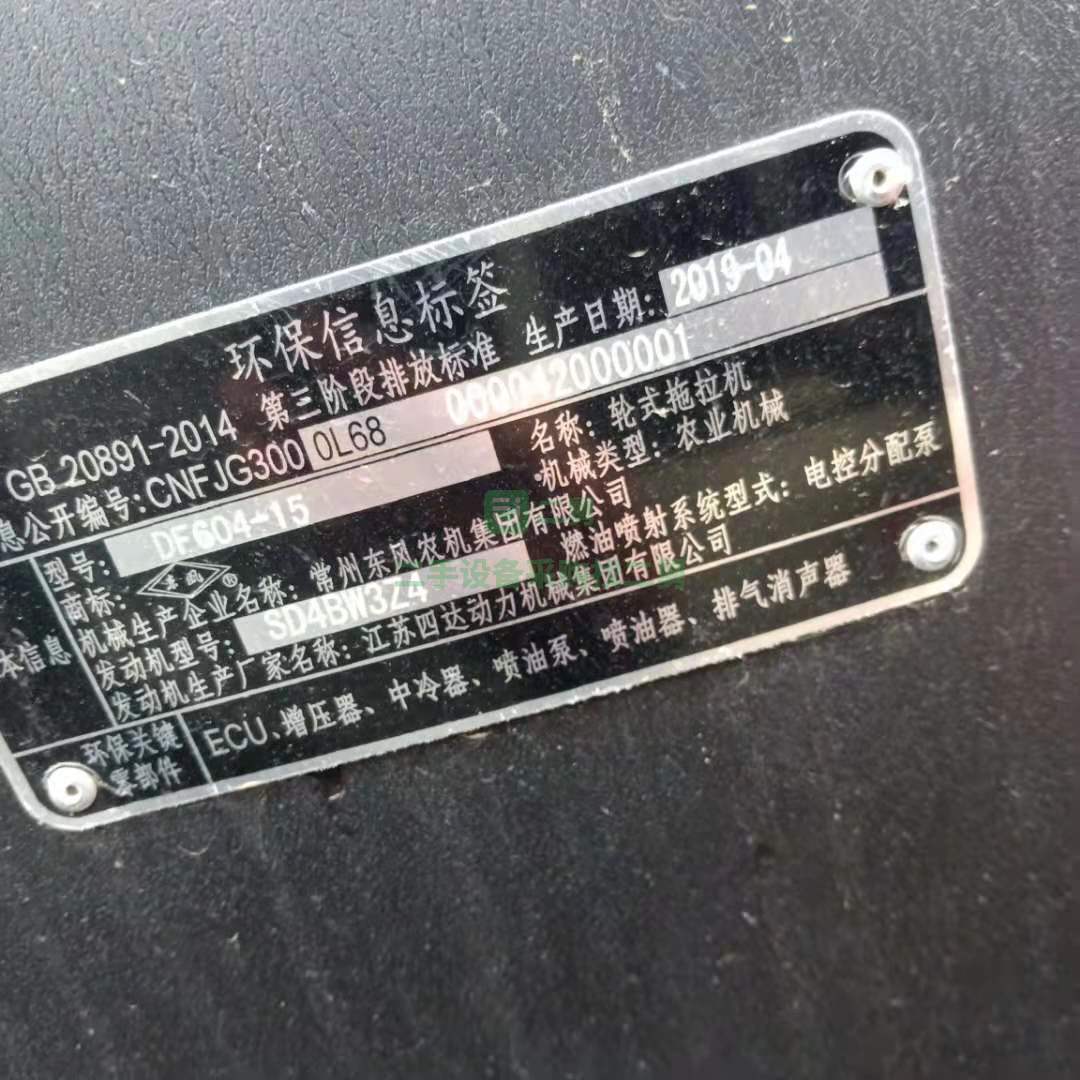 环保信息标签
GB 20891-2014 第三阶段排放标准 生产日期: 2019-04
息公开编号:CNFJG300 0L68 000042000001
型号: DF604-15 名称: 轮式拖拉机
商标: 东风® 机械类型: 农业机械
机械生产企业名称: 常州东风农机集团有限公司
发动机型号: SD4BW3Z4 燃油喷射系统型式: 电控分配泵
发动机生产厂家名称: 江苏四达动力机械集团有限公司
本信息
环保关键
零部件
ECU、增压器、中冷器、喷油泵、喷油器、排气消声器